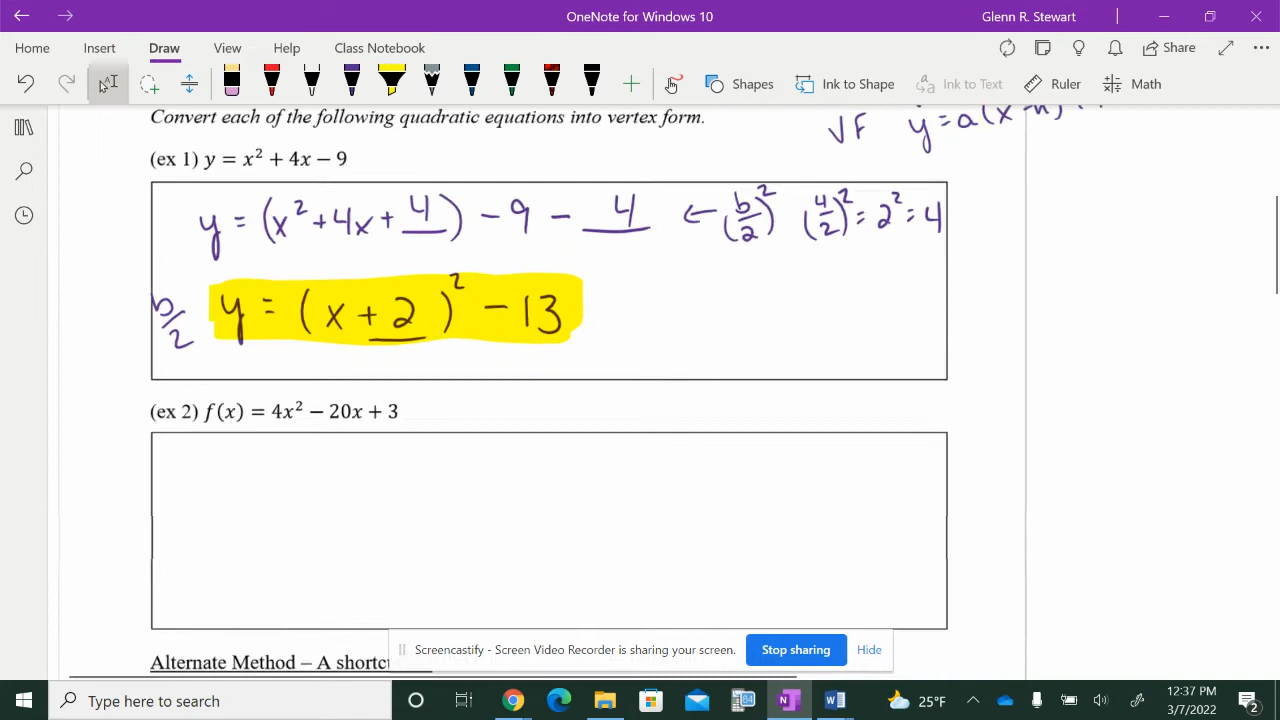 OneNote for Windows 10
Glenn R. Stewart
Home Insert Draw View Help Class Notebook Share
Shapes Ink to Shape Ink to Text Ruler Math
Convert each of the following quadratic equations into vertex form.
VF y = a(x
(ex 1) y = x² + 4x − 9
y = (x² + 4x + 4) − 9 − 4 ← (b/2)² (4/2)² = 2² = 4
b/2 y = (x + 2)² − 13
(ex 2) f(x) = 4x² − 20x + 3
Screencastify - Screen Video Recorder is sharing your screen. Stop sharing Hide
Alternate Method – A shortc
Type here to search
84
25°F
12:37 PM
3/7/2022
2